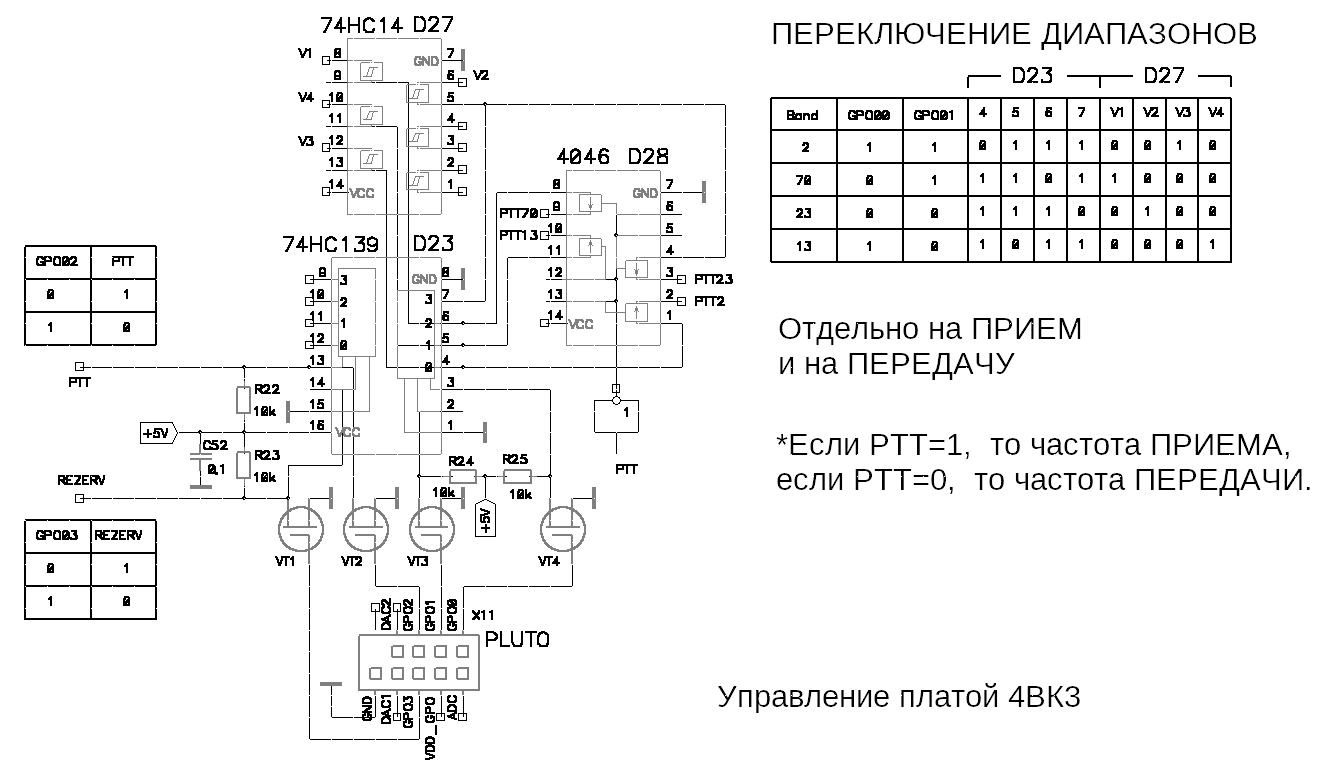 74HC14 D27
V1 8
9
V4 10
11
V3 12
13
14 VCC
GND 7
6 V2
5
4
3
2
1
4046 D28
8
PTT70 9
PTT13 10
11
12
13
14 VCC
GND 7
6
5
4
3 PTT23
2 PTT2
1
1
PTT
74HC139 D23
9 3
10 2
11 1
12 0
13
14
15
16 VCC
GND 8
3 7
2 6
1 5
0 4
3
2
1
GPO02 PTT
0 1
1 0
PTT
R22
10k
+5V
C52
0,1
R23
10k
REZERV
GPO03 REZERV
0 1
1 0
R24
10k
R25
10k
+5V
VT1
VT2
VT3
VT4
DAC2
GPO2
GPO1
GPO0
X11
PLUTO
GND
DAC1
GPO3
VDD_GPO
ADC
ПЕРЕКЛЮЧЕНИЕ ДИАПАЗОНОВ
D23 D27
Band GPO00 GPO01 4 5 6 7 V1 V2 V3 V4
2 1 1 0 1 1 1 0 0 1 0
70 0 1 1 1 0 1 1 0 0 0
23 0 0 1 1 1 0 0 1 0 0
13 1 0 1 0 1 1 0 0 0 1
Отдельно на ПРИЕМ
и на ПЕРЕДАЧУ
*Если PTT=1, то частота ПРИЕМА,
если PTT=0, то частота ПЕРЕДАЧИ.
Управление платой 4ВК3